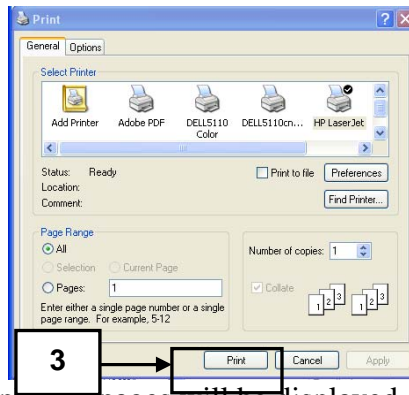 Print
General Options
Select Printer
Add Printer Adobe PDF DELL5110 Color DELL5110cn... HP LaserJet
Status: Ready
Print to file Preferences
Location:
Comment:
Find Printer...
Page Range
All
Number of copies: 1
Selection Current Page
Pages: 1
Collate
1 2 3 1 2 3
Enter either a single page number or a single
page range. For example, 5-12
3
Print Cancel Apply
will be displayed